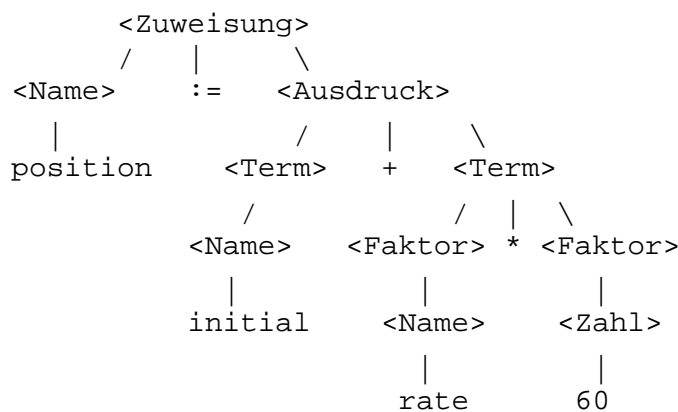 <Zuweisung>
/ | \
<Name> := <Ausdruck>
| / | \
position <Term> + <Term>
/ / | \
<Name> <Faktor> * <Faktor>
| | |
initial <Name> <Zahl>
| |
rate 60